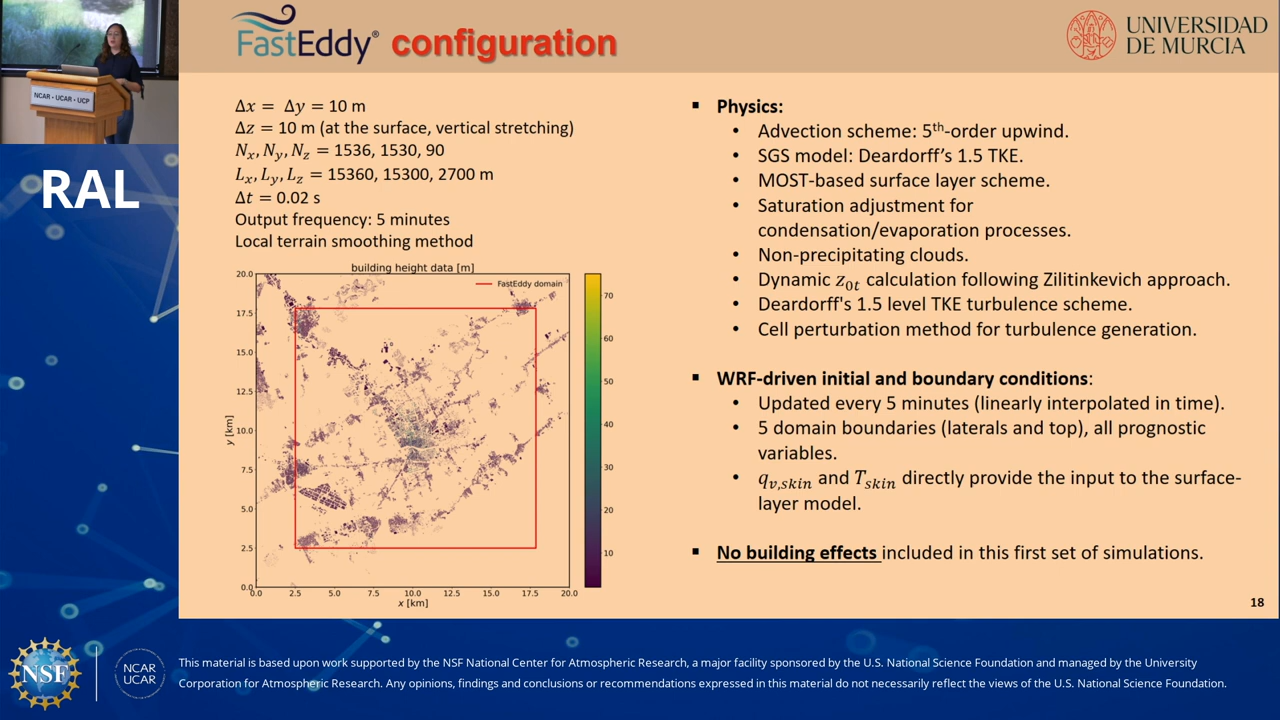 FastEddy® configuration
UNIVERSIDAD
DE MURCIA
NCAR • UCAR • UCP
RAL
Δx = Δy = 10 m
Δz = 10 m (at the surface, vertical stretching)
Nx, Ny, Nz = 1536, 1530, 90
Lx, Ly, Lz = 15360, 15300, 2700 m
Δt = 0.02 s
Output frequency: 5 minutes
Local terrain smoothing method
building height data [m]
FastEddy domain
20.0
17.5
15.0
12.5
10.0
7.5
5.0
2.5
0.0
y [km]
0.0 2.5 5.0 7.5 10.0 12.5 15.0 17.5 20.0
x [km]
70
60
50
40
30
20
10
▪ Physics:
• Advection scheme: 5th-order upwind.
• SGS model: Deardorff’s 1.5 TKE.
• MOST-based surface layer scheme.
• Saturation adjustment for
condensation/evaporation processes.
• Non-precipitating clouds.
• Dynamic z0t calculation following Zilitinkevich approach.
• Deardorff's 1.5 level TKE turbulence scheme.
• Cell perturbation method for turbulence generation.
▪ WRF-driven initial and boundary conditions:
• Updated every 5 minutes (linearly interpolated in time).
• 5 domain boundaries (laterals and top), all prognostic
variables.
• qv,skin and Tskin directly provide the input to the surface-
layer model.
▪ No building effects included in this first set of simulations.
18
NSF
NCAR
UCAR
This material is based upon work supported by the NSF National Center for Atmospheric Research, a major facility sponsored by the U.S. National Science Foundation and managed by the University
Corporation for Atmospheric Research. Any opinions, findings and conclusions or recommendations expressed in this material do not necessarily reflect the views of the U.S. National Science Foundation.